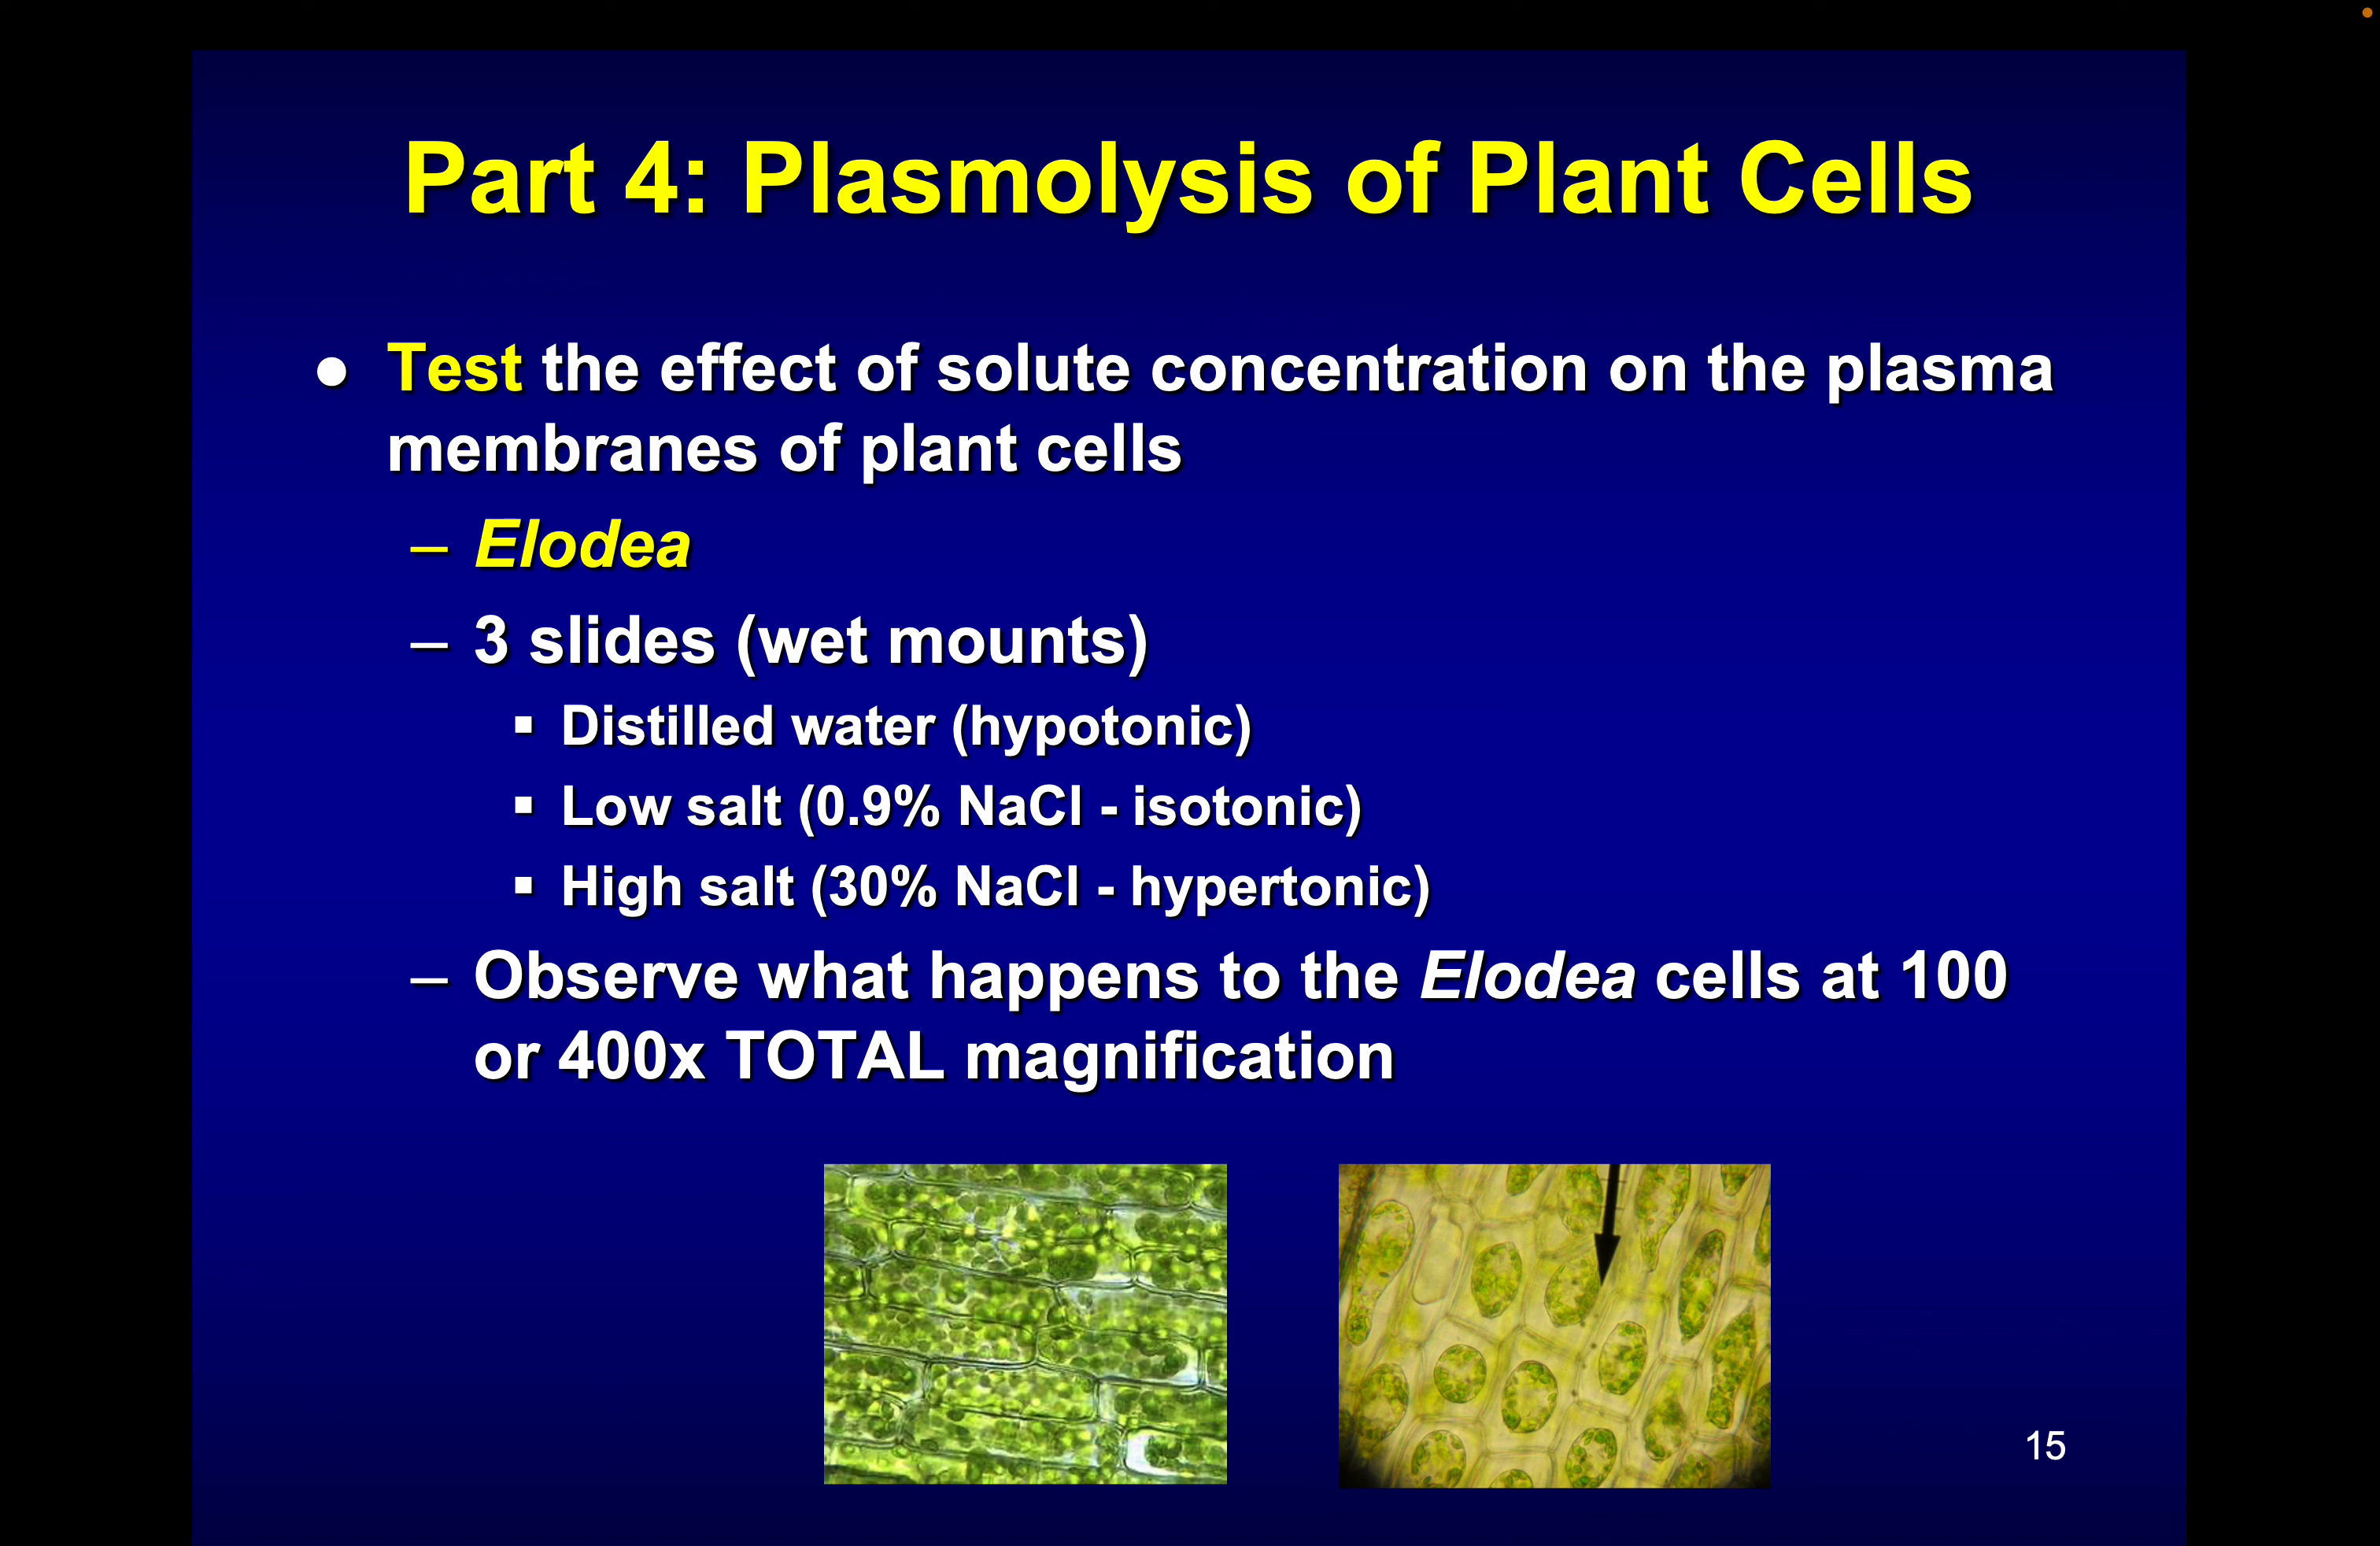 Part 4: Plasmolysis of Plant Cells
● Test the effect of solute concentration on the plasma
membranes of plant cells
– Elodea
– 3 slides (wet mounts)
▪ Distilled water (hypotonic)
▪ Low salt (0.9% NaCl - isotonic)
▪ High salt (30% NaCl - hypertonic)
– Observe what happens to the Elodea cells at 100
or 400x TOTAL magnification
15